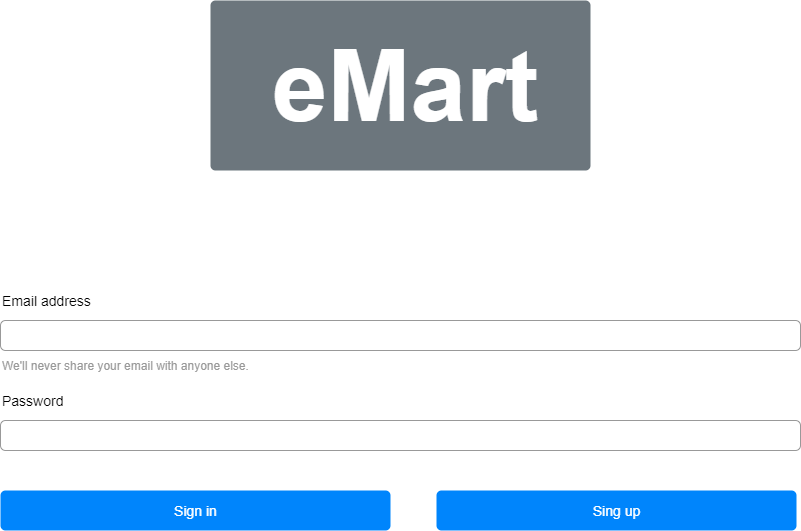 eMart
Email address
We'll never share your email with anyone else.
Password
Sign in
Sing up